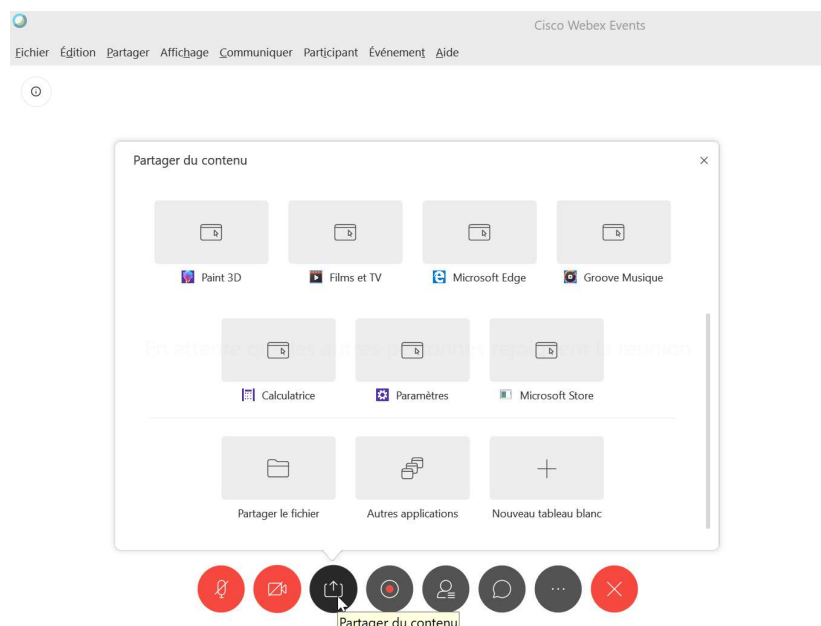 Cisco Webex Events
Fichier Édition Partager Affichage Communiquer Participant Événement Aide
Partager du contenu
Paint 3D Films et TV Microsoft Edge Groove Musique
Calculatrice Paramètres Microsoft Store
Partager le fichier Autres applications Nouveau tableau blanc
Partager du contenu